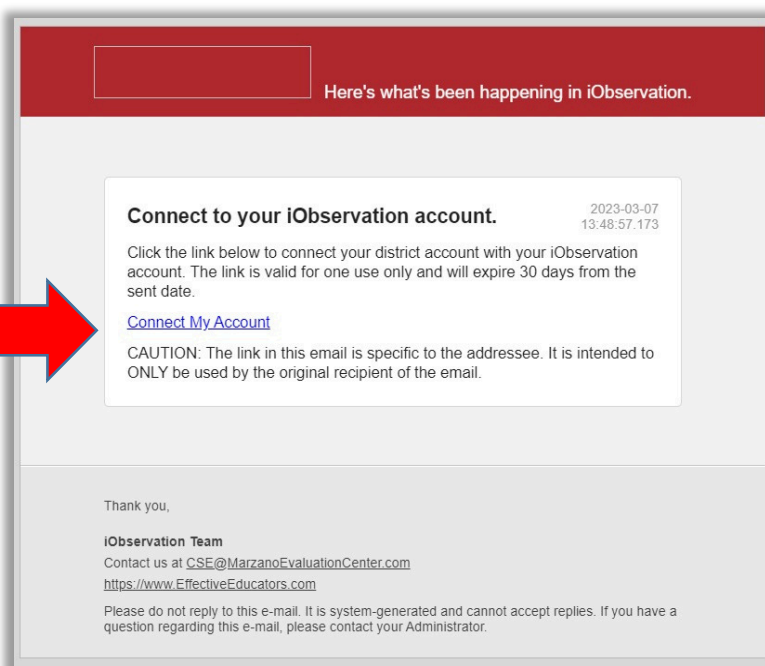 Here's what's been happening in iObservation.
Connect to your iObservation account.
2023-03-07
13:48:57.173
Click the link below to connect your district account with your iObservation
account. The link is valid for one use only and will expire 30 days from the
sent date.
Connect My Account
CAUTION: The link in this email is specific to the addressee. It is intended to
ONLY be used by the original recipient of the email.
Thank you,
iObservation Team
Contact us at CSE@MarzanoEvaluationCenter.com
https://www.EffectiveEducators.com
Please do not reply to this e-mail. It is system-generated and cannot accept replies. If you have a
question regarding this e-mail, please contact your Administrator.